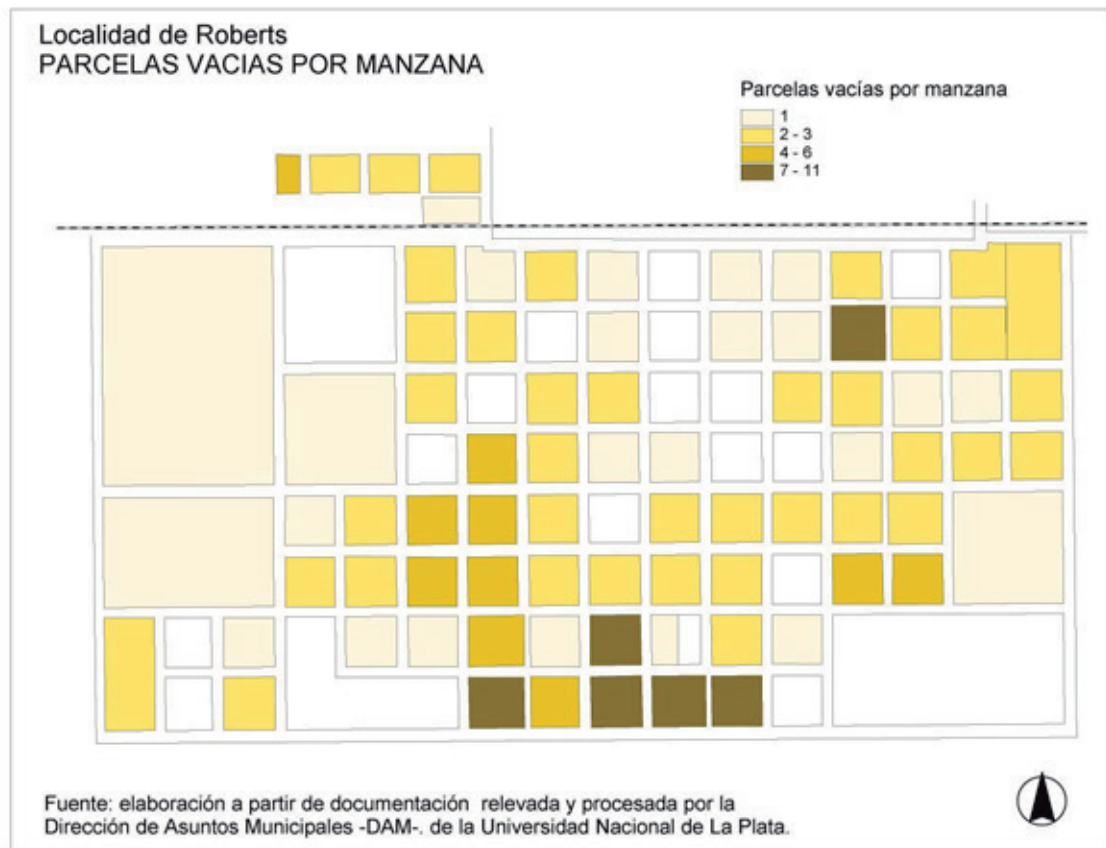 Localidad de Roberts
PARCELAS VACIAS POR MANZANA
Parcelas vacías por manzana
1
2 - 3
4 - 6
7 - 11
Fuente: elaboración a partir de documentación relevada y procesada por la
Dirección de Asuntos Municipales -DAM-. de la Universidad Nacional de La Plata.